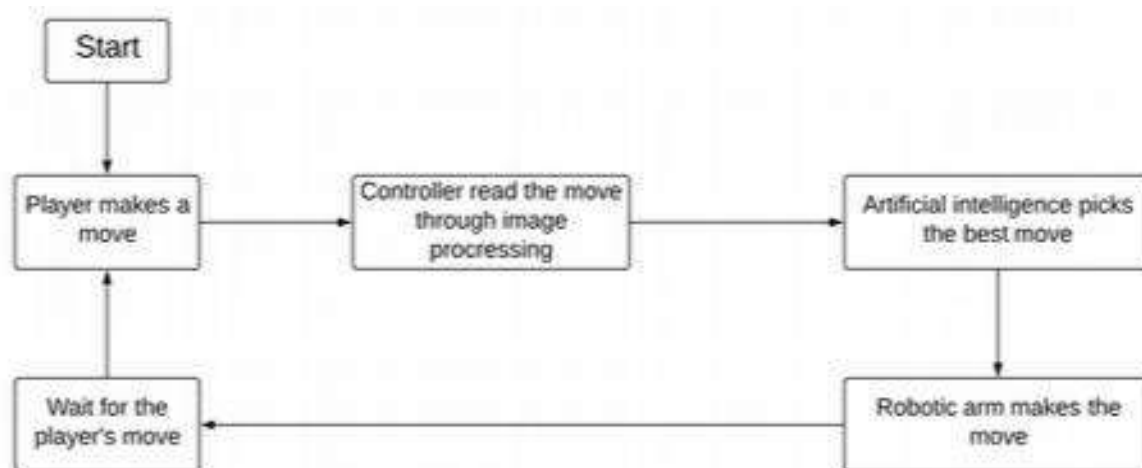 Start
Player makes a
move
Controller read the move
through image
procressing
Artificial intelligence picks
the best move
Wait for the
player's move
Robotic arm makes the
move